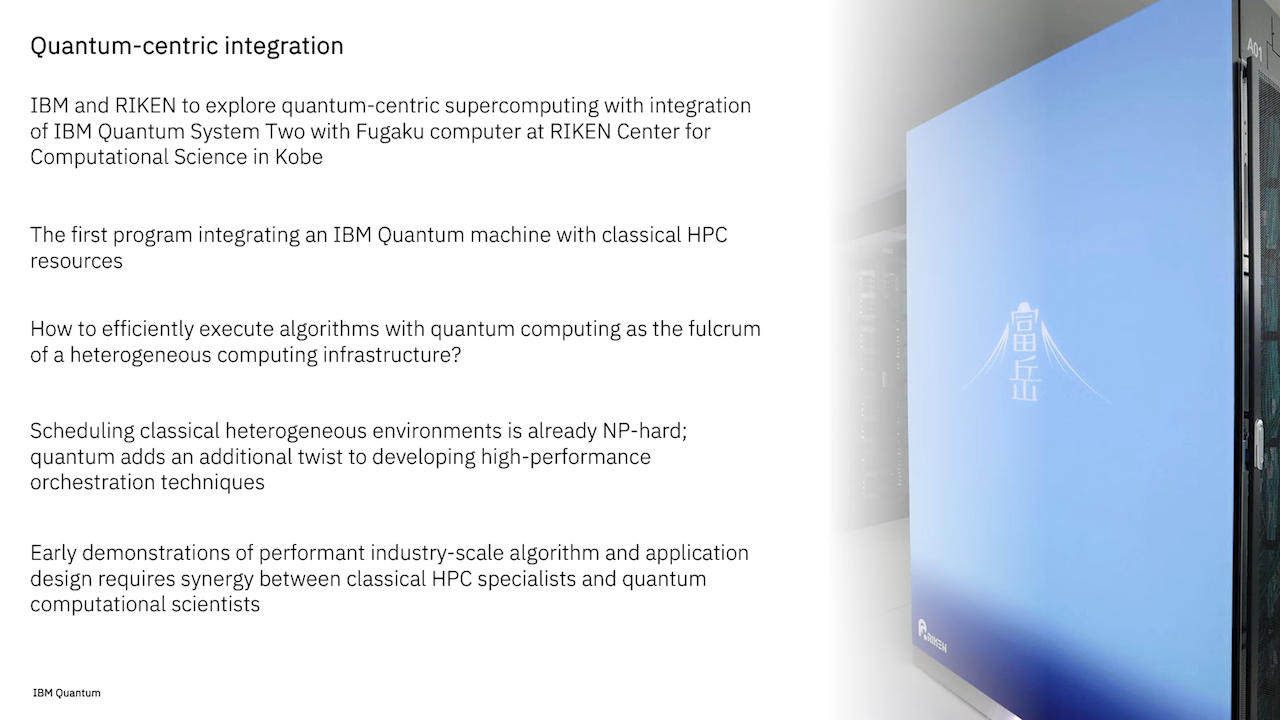 Quantum-centric integration
IBM and RIKEN to explore quantum-centric supercomputing with integration
of IBM Quantum System Two with Fugaku computer at RIKEN Center for
Computational Science in Kobe
The first program integrating an IBM Quantum machine with classical HPC
resources
How to efficiently execute algorithms with quantum computing as the fulcrum
of a heterogeneous computing infrastructure?
Scheduling classical heterogeneous environments is already NP-hard;
quantum adds an additional twist to developing high-performance
orchestration techniques
Early demonstrations of performant industry-scale algorithm and application
design requires synergy between classical HPC specialists and quantum
computational scientists
IBM Quantum
A01
富
岳
RIKEN